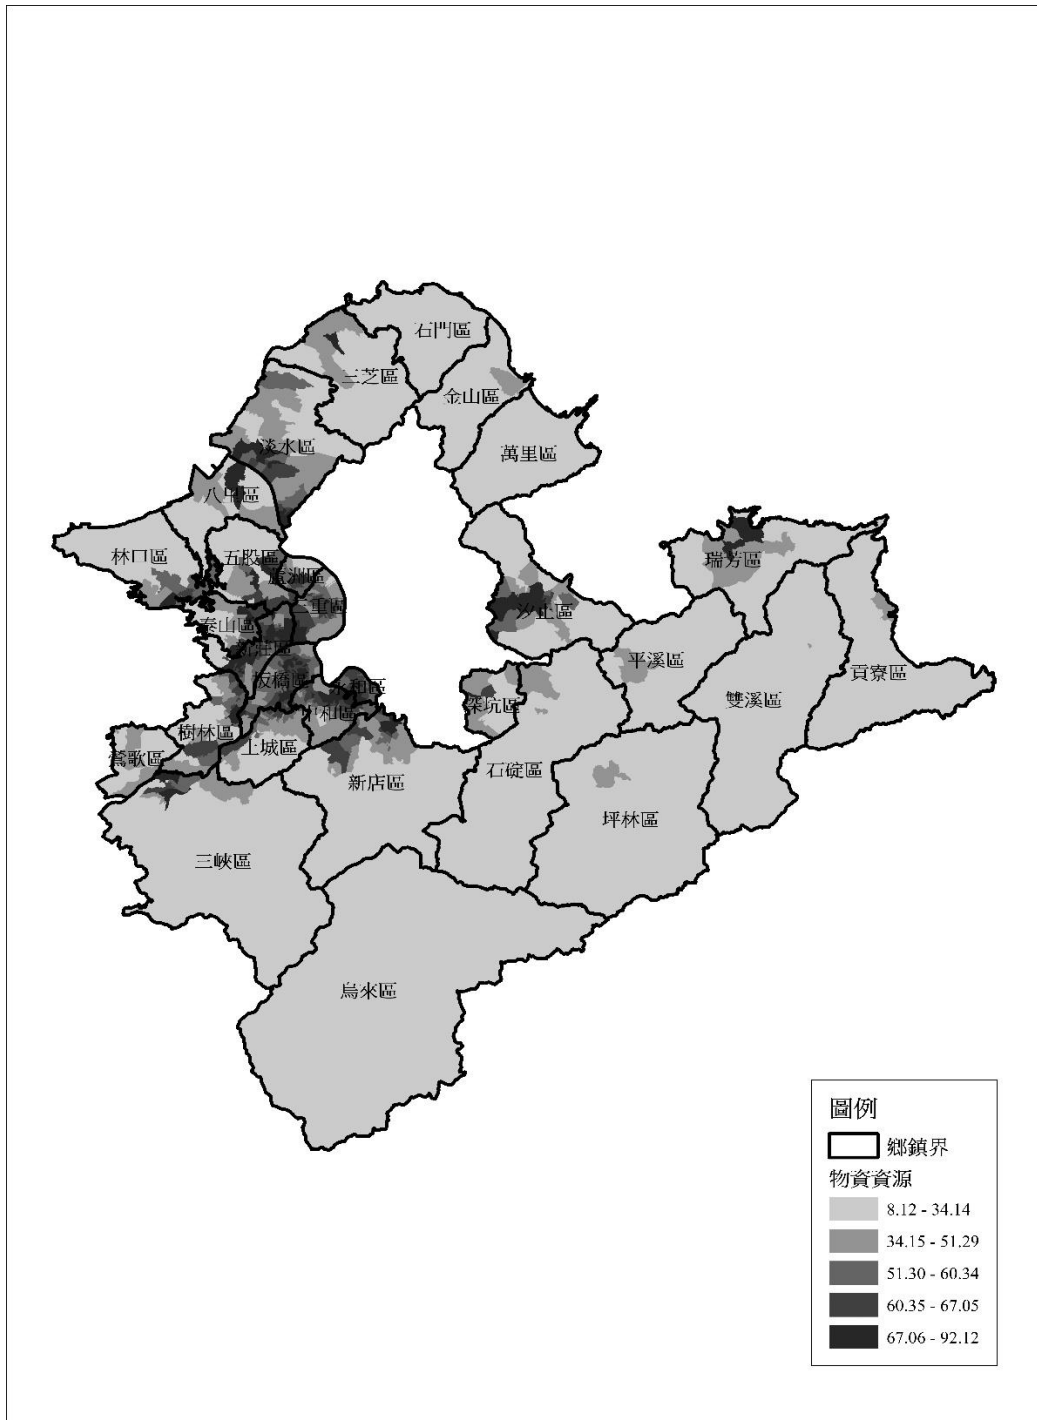 石門區
三芝區
金山區
淡水區
萬里區
八里區
林口區
五股區
瑞芳區
蘆洲區
三重區
汐止區
泰山區
新莊區
平溪區
貢寮區
板橋區
永和區
雙溪區
深坑區
中和區
樹林區
土城區
鶯歌區
石碇區
新店區
坪林區
三峽區
烏來區
圖例
鄉鎮界
物資資源
8.12 - 34.14
34.15 - 51.29
51.30 - 60.34
60.35 - 67.05
67.06 - 92.12